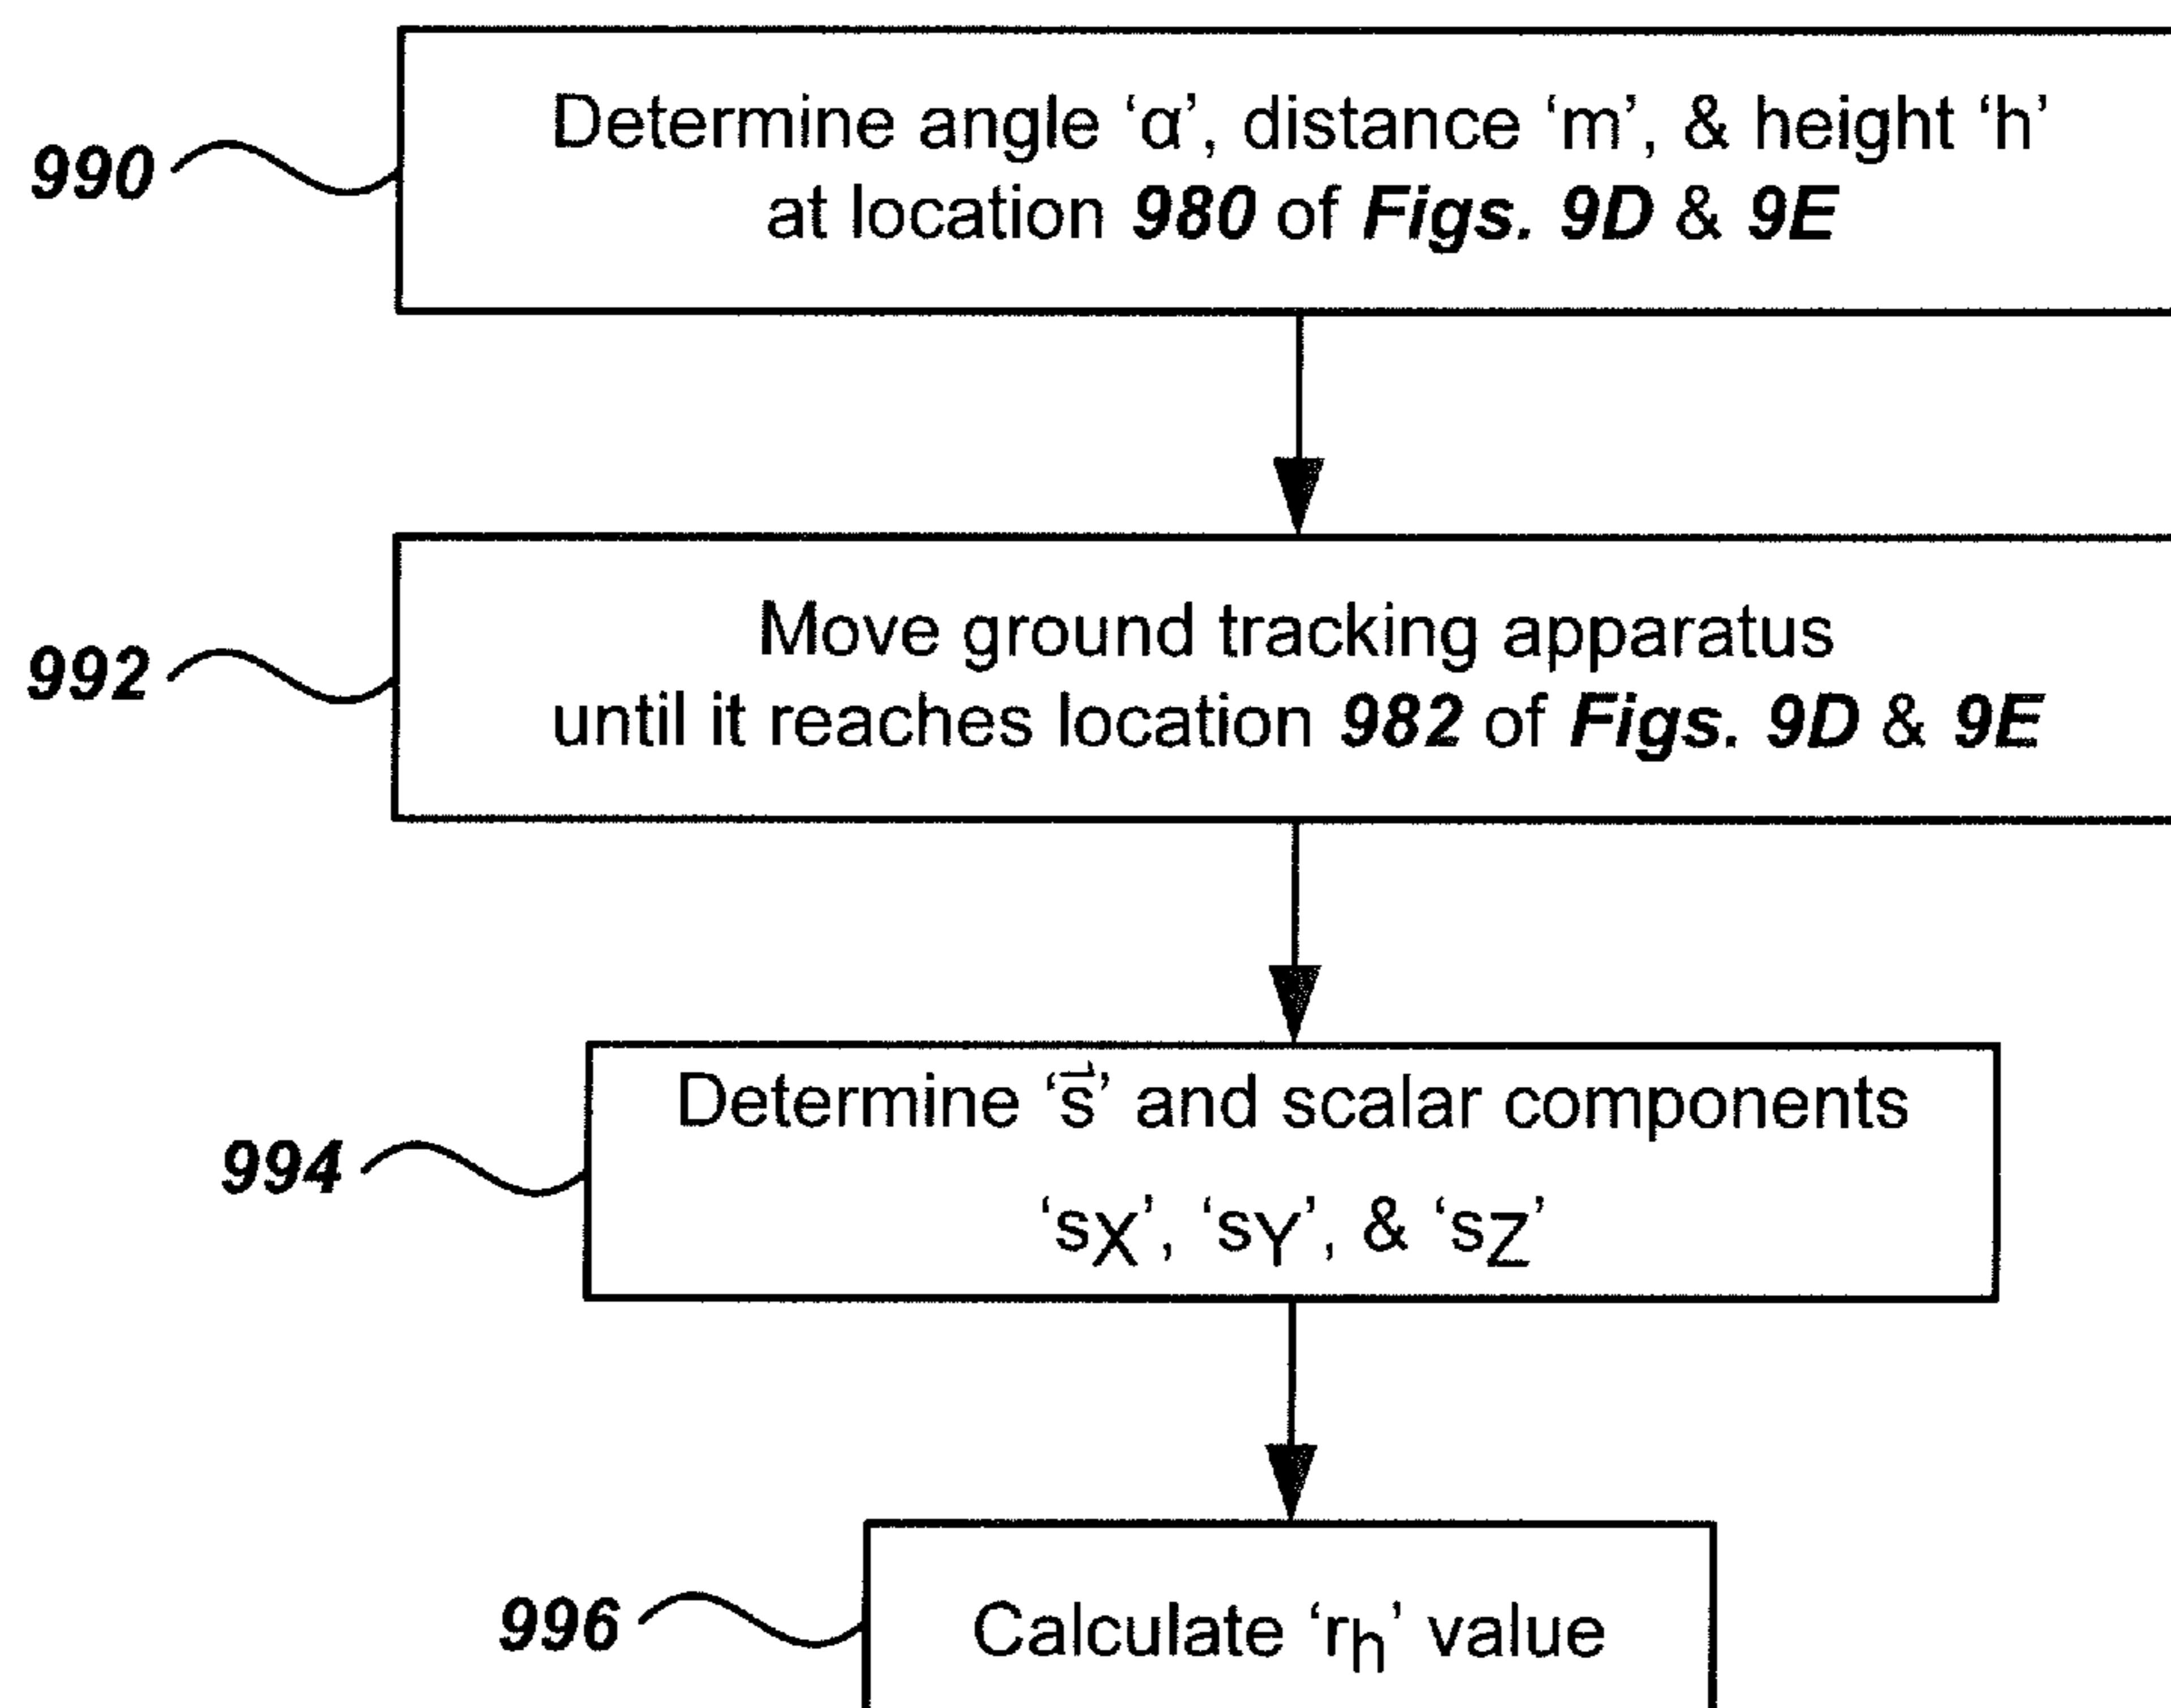 990
Determine angle ‘α’, distance ‘m’, & height ‘h’
at location 980 of Figs. 9D & 9E
992
Move ground tracking apparatus
until it reaches location 982 of Figs. 9D & 9E
994
Determine ‘s⃗’ and scalar components
‘sX’, ‘sY’, & ‘sZ’
996
Calculate ‘rh’ value